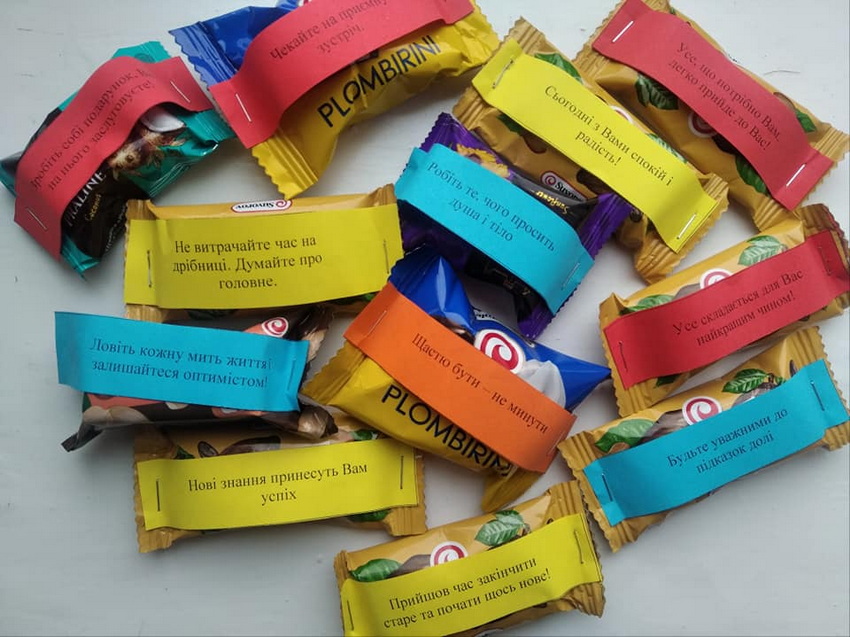 Зробіть собі подарунок,
на нього заслуговуєте!
PRALINE
Чекайте на приємну
зустріч.
PLOMBIRINI
Сьогодні з Вами спокій і
радість!
Усе, що потрібно Вам,
легко прийде до Вас!
Робіть те, чого просить
душа і тіло
Suvorov
Не витрачайте час на
дрібниці. Думайте про
головне.
Ловіть кожну мить життя
залишайтеся оптимістом!
Щастю бути – не минути
PLOMBIRINI
Усе складається для Вас
найкращим чином!
Будьте уважними до
підказок долі
Нові знання принесуть Вам
успіх
Прийшов час закінчити
старе та почати щось нове!